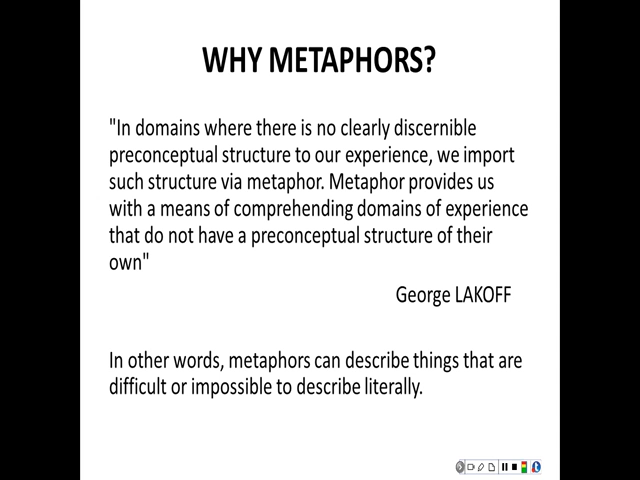 WHY METAPHORS?
"In domains where there is no clearly discernible
preconceptual structure to our experience, we import
such structure via metaphor. Metaphor provides us
with a means of comprehending domains of experience
that do not have a preconceptual structure of their
own"
George LAKOFF
In other words, metaphors can describe things that are
difficult or impossible to describe literally.